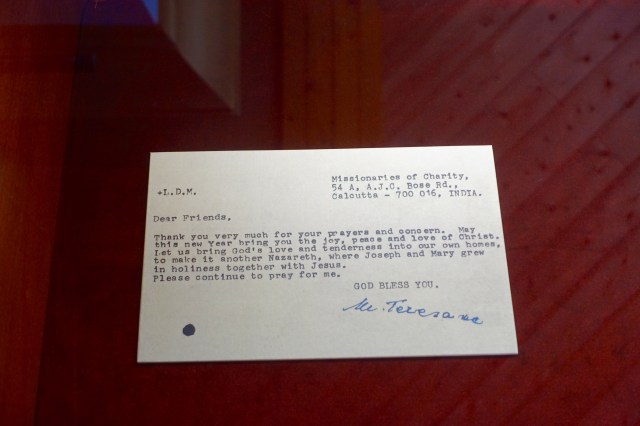 +L.D.M.
Missionaries of Charity,
54 A, A.J.C. Bose Rd.,
Calcutta - 700 016, INDIA.
Dear Friends,
Thank you very much for your prayers and concern. May
this new Year bring you the joy, peace and love of Christ.
Let us bring God's love and tenderness into our own homes,
to make it another Nazareth, where Joseph and Mary grew
in holiness together with Jesus.
Please continue to pray for me.
GOD BLESS YOU.
M. Teresa mc